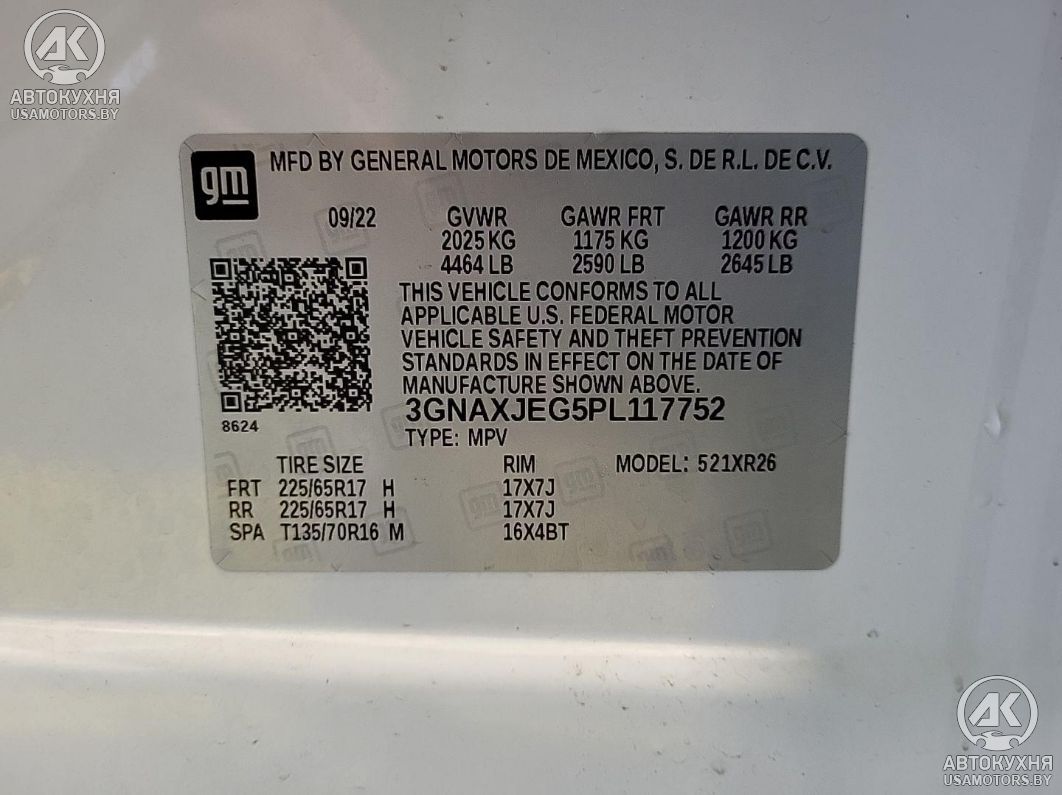 AK
АВТОКУХНЯ
USAMOTORS.BY
gm
MFD BY GENERAL MOTORS DE MEXICO, S. DE R.L. DE C.V.
09/22 GVWR GAWR FRT GAWR RR
2025 KG 1175 KG 1200 KG
4464 LB 2590 LB 2645 LB
THIS VEHICLE CONFORMS TO ALL
APPLICABLE U.S. FEDERAL MOTOR
VEHICLE SAFETY AND THEFT PREVENTION
STANDARDS IN EFFECT ON THE DATE OF
MANUFACTURE SHOWN ABOVE.
3GNAXJEG5PL117752
8624
TYPE: MPV
TIRE SIZE RIM MODEL: 521XR26
FRT 225/65R17 H 17X7J
RR 225/65R17 H 17X7J
SPA T135/70R16 M 16X4BT
AK
АВТОКУХНЯ
USAMOTORS.BY